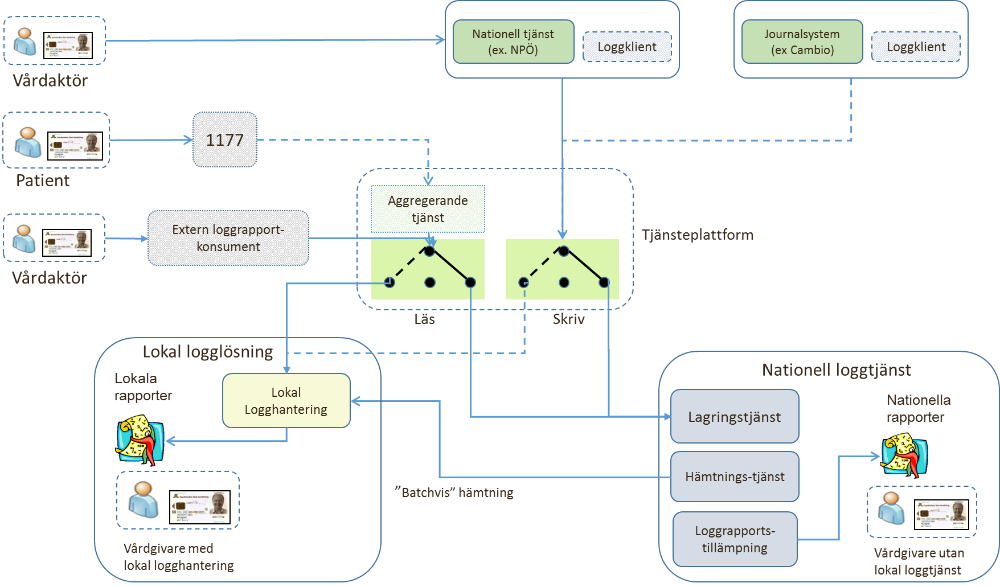 Nationell tjänst
(ex. NPÖ)
Loggklient
Journalsystem
(ex Cambio)
Loggklient
Vårdaktör
1177
Patient
Aggregerande
tjänst
Extern loggrapport-
konsument
Tjänsteplattform
Vårdaktör
Läs
Skriv
Lokal logglösning
Lokala
rapporter
Lokal
Logghantering
Nationell loggtjänst
Lagringstjänst
Nationella
rapporter
Hämtnings-tjänst
”Batchvis” hämtning
Loggrapports-
tillämpning
Vårdgivare med
lokal logghantering
Vårdgivare utan
lokal loggtjänst